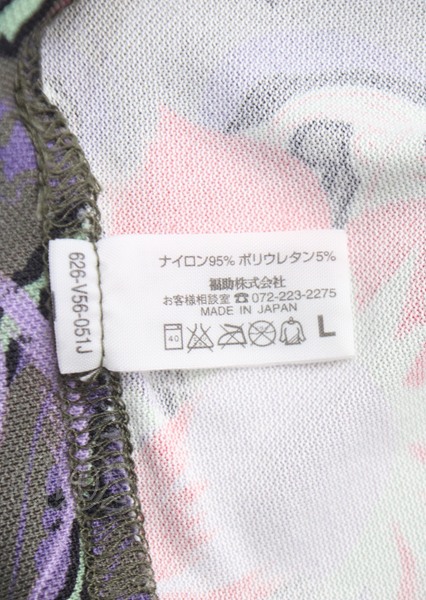 626-V56-051J
ナイロン95% ポリウレタン5%
福助株式会社
お客様相談室 ☎ 072-223-2275
MADE IN JAPAN
40
L